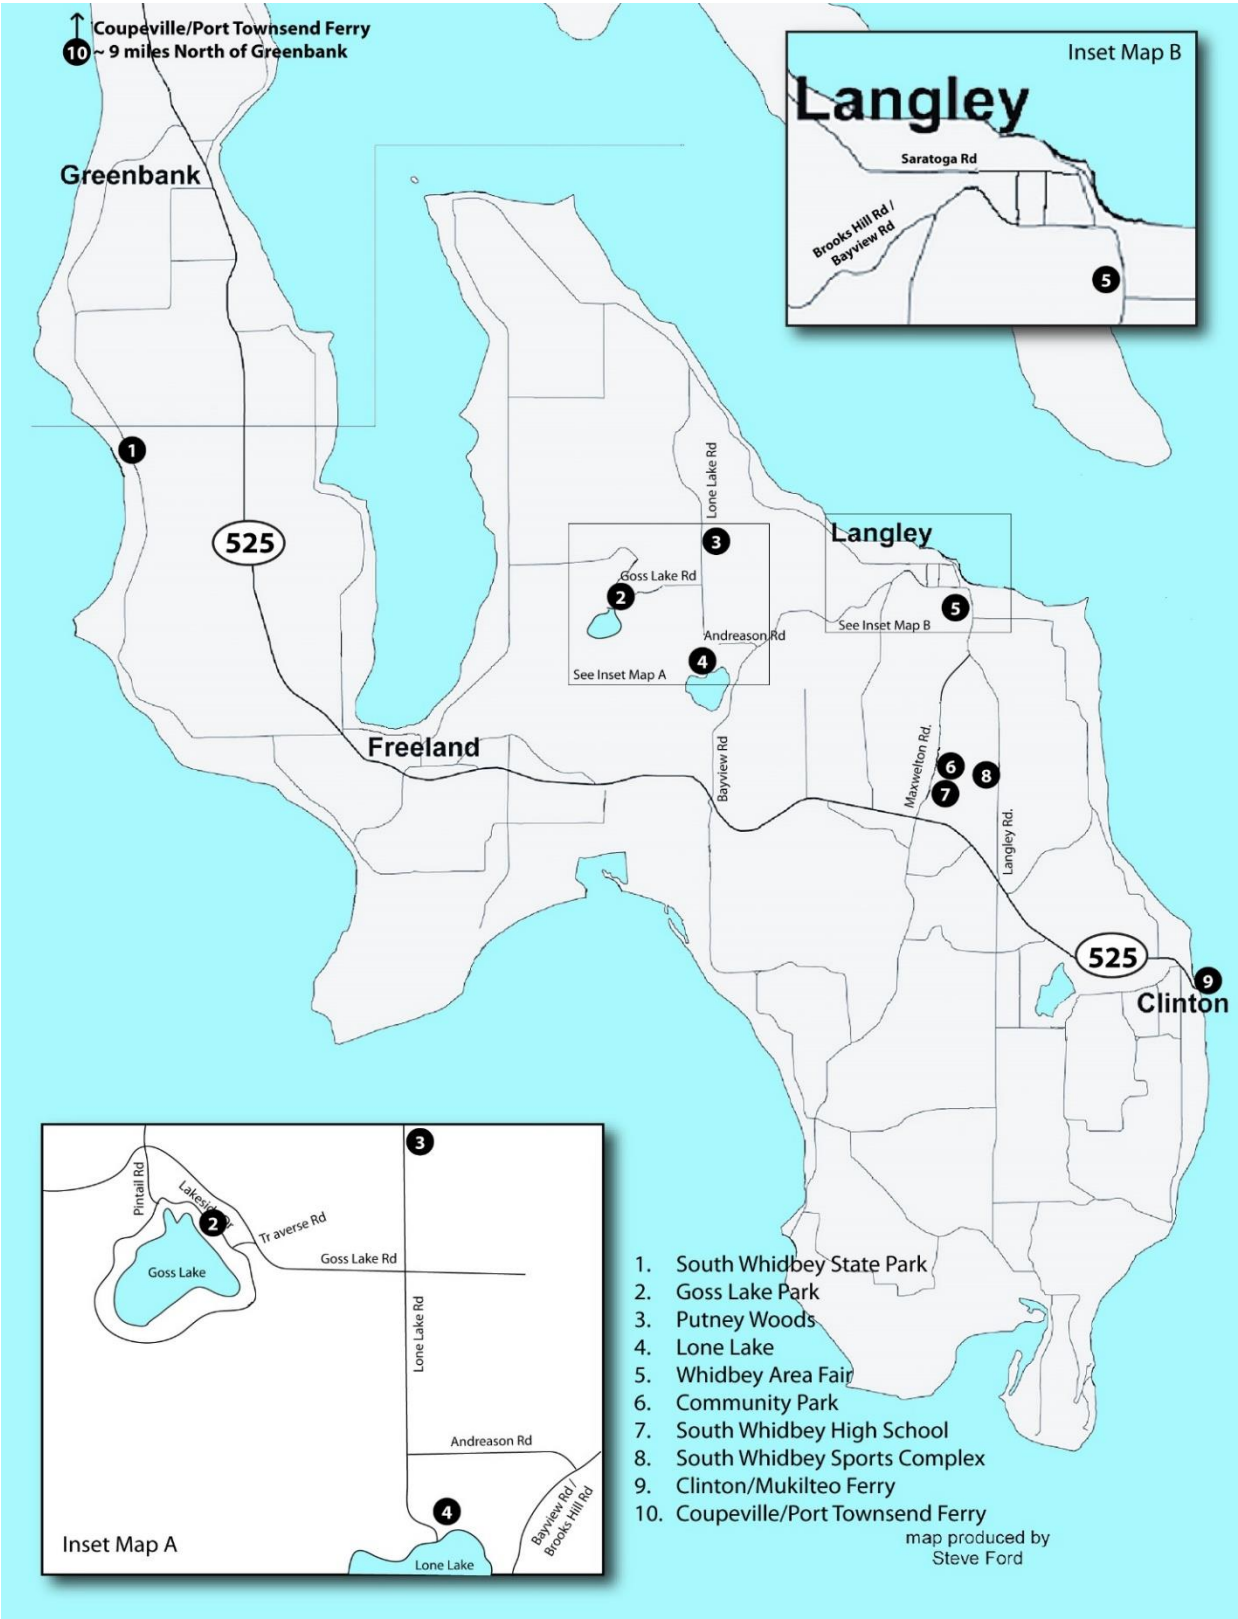 Coupeville/Port Townsend Ferry
10 ~ 9 miles North of Greenbank
Inset Map B
Langley
Saratoga Rd
Brooks Hill Rd /
Bayview Rd
5
Greenbank
1
525
Lone Lake Rd
3
Goss Lake Rd
2
Andreason Rd
4
See Inset Map A
Langley
5
See Inset Map B
Freeland
Bayview Rd
Maxwelton Rd.
6
7
8
Langley Rd.
525
9
Clinton
3
Pintail Rd
Lakeside Dr
2
Tr averse Rd
Goss Lake Rd
Goss Lake
Lone Lake Rd
Andreason Rd
4
Bayview Rd /
Brooks Hill Rd
Inset Map A
Lone Lake
1. South Whidbey State Park
2. Goss Lake Park
3. Putney Woods
4. Lone Lake
5. Whidbey Area Fair
6. Community Park
7. South Whidbey High School
8. South Whidbey Sports Complex
9. Clinton/Mukilteo Ferry
10. Coupeville/Port Townsend Ferry
map produced by
Steve Ford